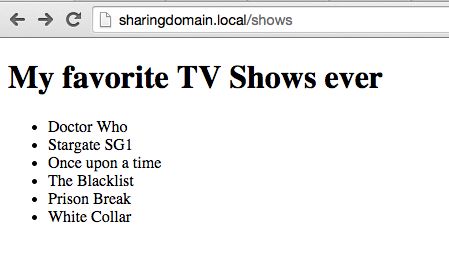 sharingdomain.local/shows
My favorite TV Shows ever
Doctor Who
Stargate SG1
Once upon a time
The Blacklist
Prison Break
White Collar